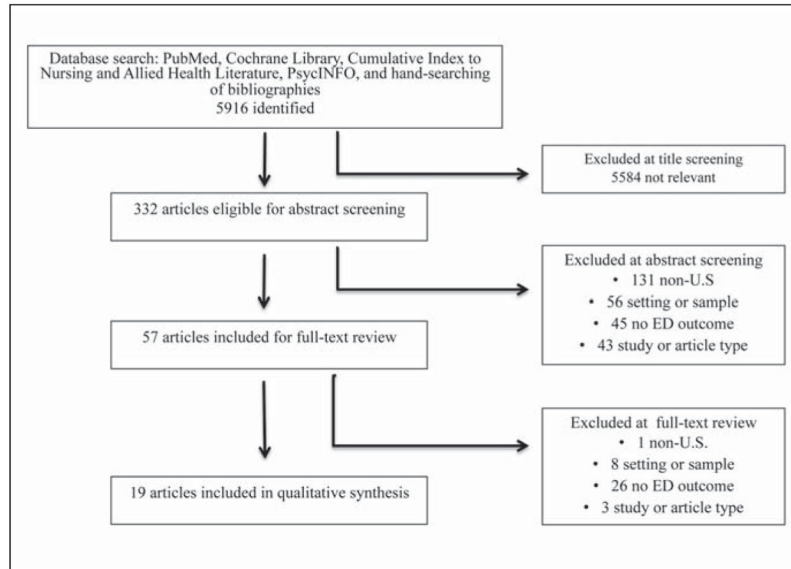 Database search: PubMed, Cochrane Library, Cumulative Index to
Nursing and Allied Health Literature, PsycINFO, and hand-searching
of bibliographies
5916 identified
Excluded at title screening
5584 not relevant
332 articles eligible for abstract screening
Excluded at abstract screening
• 131 non-U.S
• 56 setting or sample
• 45 no ED outcome
• 43 study or article type
57 articles included for full-text review
Excluded at full-text review
• 1 non-U.S.
• 8 setting or sample
• 26 no ED outcome
• 3 study or article type
19 articles included in qualitative synthesis